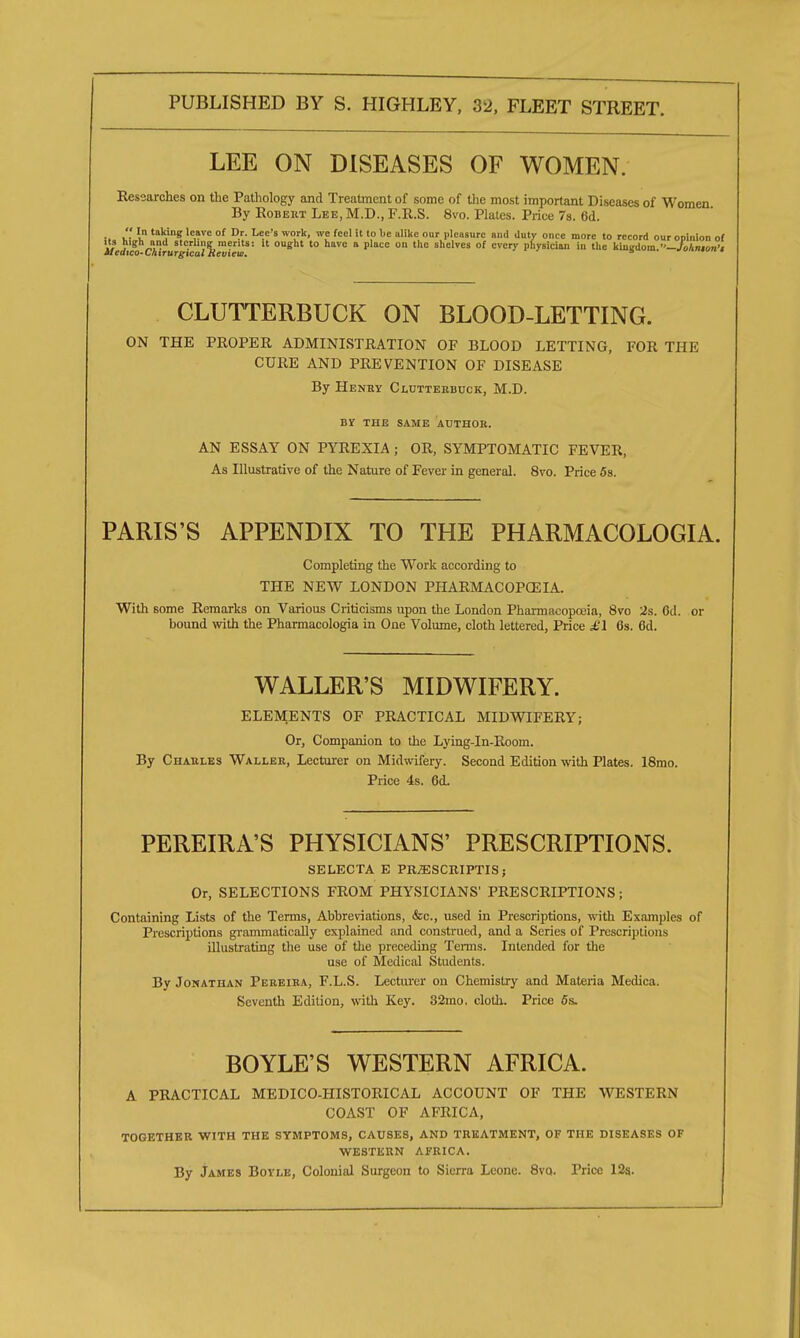 PUBLISHED BY S. HIGHLEY, 32, FLEET STREET.
LEE ON DISEASES OF WOMEN.
Researches on the Pathology and Treatment of some of the most important Diseases of Women.
By ROBERT LEE, M.D., F.R.S. 8vo. Plates. Price 7s. 6d.
" In taking leave of Dr. Lee's work, we feel it to be alike our pleasure and duty once more to record our opinion of
its high and sterling merits: it ought to have a place on the shelves of every physician in the kingdom."—Johnson's
Medico-Chirurgical Review.
CLUTTERBUCK ON BLOOD-LETTING.
ON THE PROPER ADMINISTRATION OF BLOOD LETTING, FOR THE
CURE AND PREVENTION OF DISEASE
By HENRY CLUTTERBUCK, M.D.
BY THE SAME AUTHOR.
AN ESSAY ON PYREXIA; OR, SYMPTOMATIC FEVER,
As Illustrative of the Nature of Fever in general. 8vo. Price 5s.
PARIS'S APPENDIX TO THE PHARMACOLOGIA.
Completing the Work according to
THE NEW LONDON PHARMACOPŒIA.
With some Remarks on Various Criticisms upon the London Pharmacopœia, 8vo 2s. 6d. or
bound with the Pharmacologia in One Volume, cloth lettered, Price £1 6s. 6d.
WALLER'S MIDWIFERY.
ELEMENTS OF PRACTICAL MIDWIFERY;
Or, Companion to the Lying-In-Room.
By CHARLES WALLER, Lecturer on Midwifery. Second Edition with Plates. 18mo.
Price 4s. 6d.
PEREIRA'S PHYSICIANS' PRESCRIPTIONS.
SELECTA E PRÆSCRIPTIS;
Or, SELECTIONS FROM PHYSICIANS' PRESCRIPTIONS;
Containing Lists of the Terms, Abbreviations, &c., used in Prescriptions, with Examples of
Prescriptions grammatically explained and construed, and a Series of Prescriptions
illustrating the use of the preceding Terms. Intended for the
use of Medical Students.
By JONATHAN PEREIRA, F.L.S. Lecturer on Chemistry and Materia Medica.
Seventh Edition, with Key. 32mo. cloth. Price 5s.
BOYLE'S WESTERN AFRICA.
A PRACTICAL MEDICO-HISTORICAL ACCOUNT OF THE WESTERN
COAST OF AFRICA,
TOGETHER WITH THE SYMPTOMS, CAUSES, AND TREATMENT, OF THE DISEASES OF
WESTERN AFRICA.
By JAMES BOYLE, Colonial Surgeon to Sierra Leone. 8vo. Price 12s.